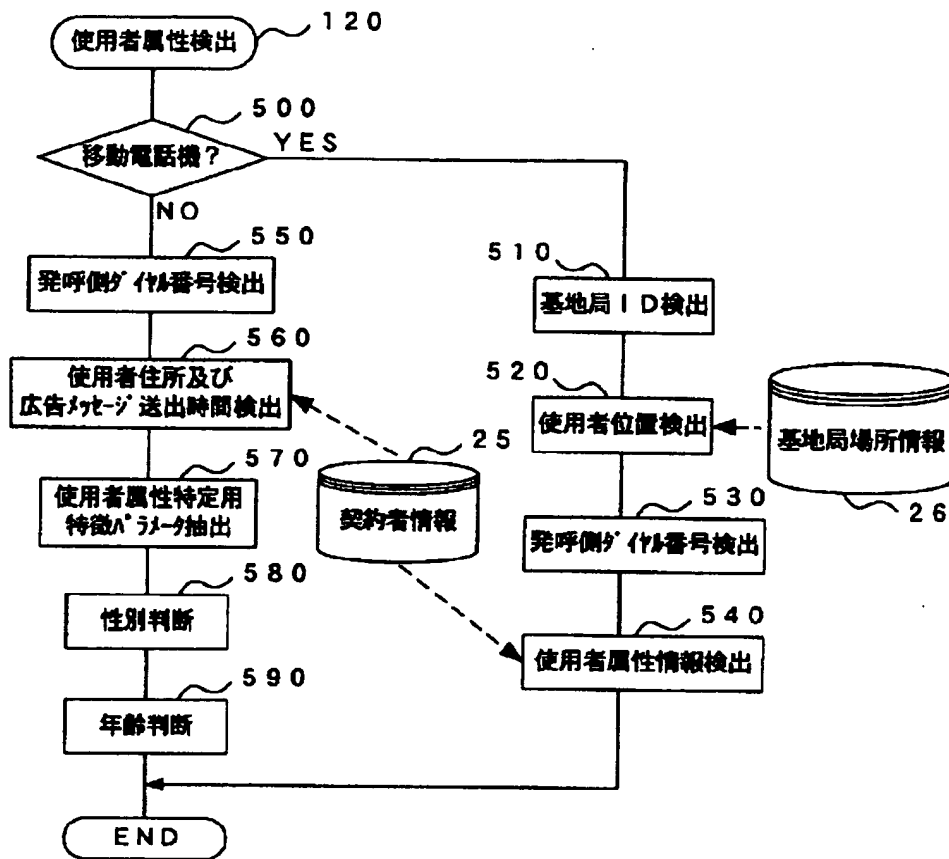 使用者属性検出
１２０
５００
移動電話機？
ＹＥＳ
ＮＯ
５５０
発呼側ﾀﾞｲﾔﾙ番号検出
５６０
使用者住所及び
広告ﾒｯｾｰｼﾞ送出時間検出
５７０
使用者属性特定用
特徴ﾊﾟﾗﾒｰﾀ抽出
５８０
性別判断
５９０
年齢判断
ＥＮＤ
２５
契約者情報
５１０
基地局ＩＤ検出
５２０
使用者位置検出
基地局場所情報
２６
５３０
発呼側ﾀﾞｲﾔﾙ番号検出
５４０
使用者属性情報検出